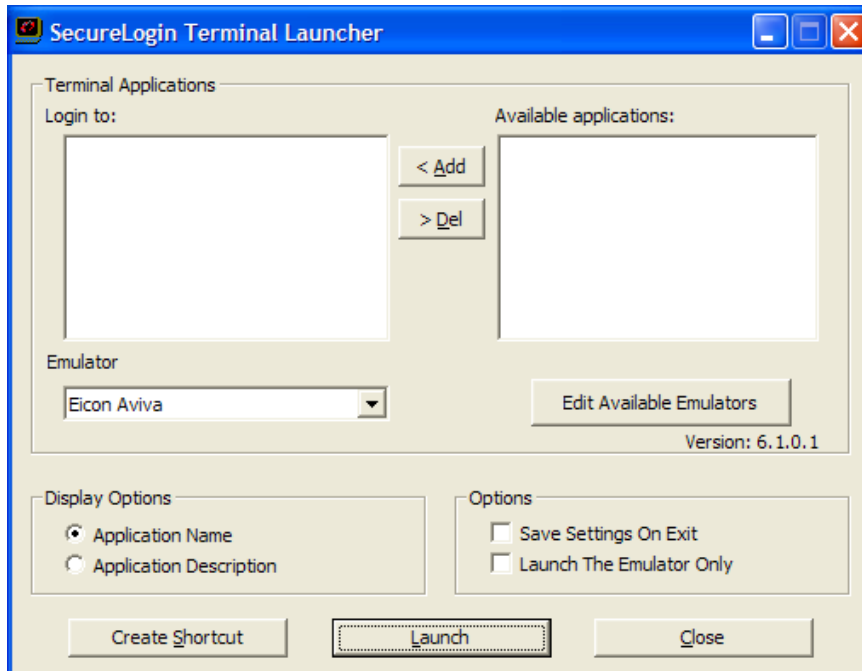 SecureLogin Terminal Launcher
Terminal Applications
Login to:
Available applications:
< Add
> Del
Emulator
Eicon Aviva
Edit Available Emulators
Version: 6.1.0.1
Display Options
Application Name
Application Description
Options
Save Settings On Exit
Launch The Emulator Only
Create Shortcut
Launch
Close